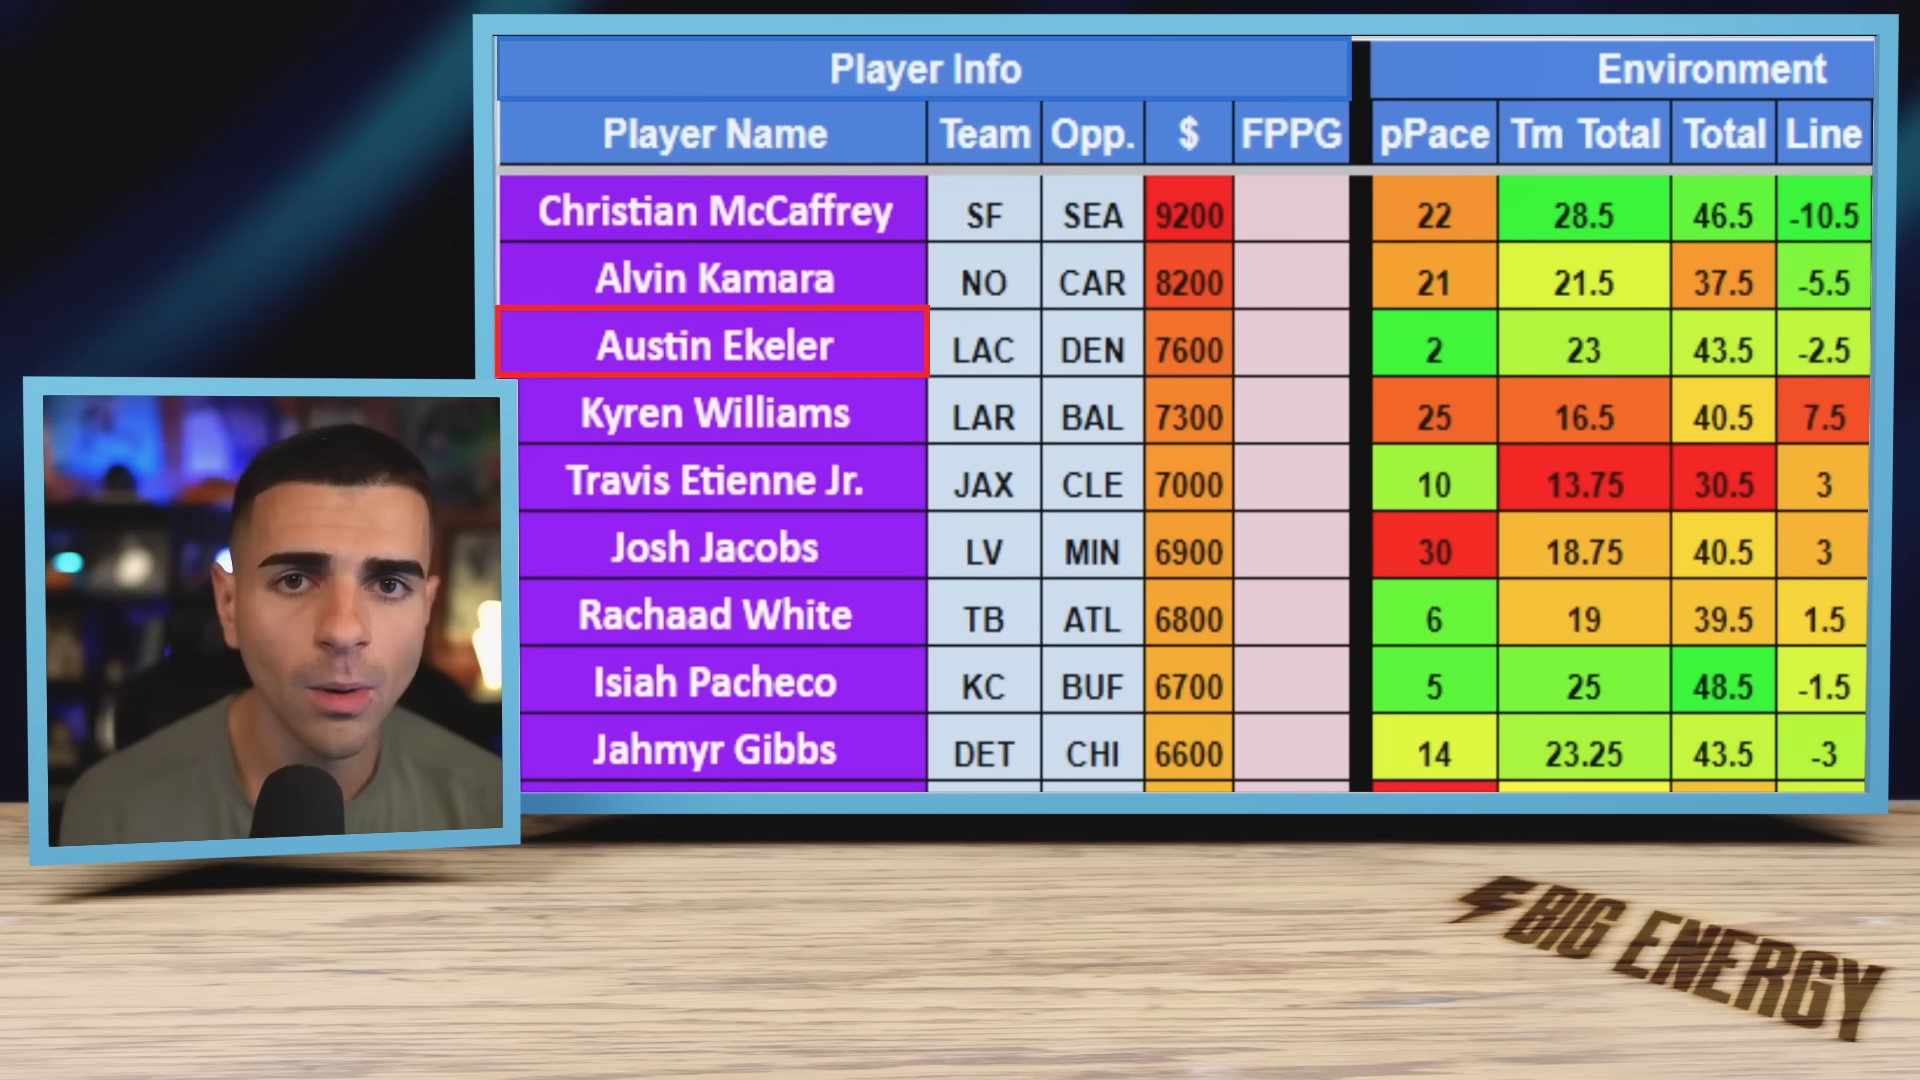 Player Info Environment
Player Name Team Opp. $ FPPG pPace Tm Total Total Line
Christian McCaffrey SF SEA 9200 22 28.5 46.5 -10.5
Alvin Kamara NO CAR 8200 21 21.5 37.5 -5.5
Austin Ekeler LAC DEN 7600 2 23 43.5 -2.5
Kyren Williams LAR BAL 7300 25 16.5 40.5 7.5
Travis Etienne Jr. JAX CLE 7000 10 13.75 30.5 3
Josh Jacobs LV MIN 6900 30 18.75 40.5 3
Rachaad White TB ATL 6800 6 19 39.5 1.5
Isiah Pacheco KC BUF 6700 5 25 48.5 -1.5
Jahmyr Gibbs DET CHI 6600 14 23.25 43.5 -3
BIG ENERGY